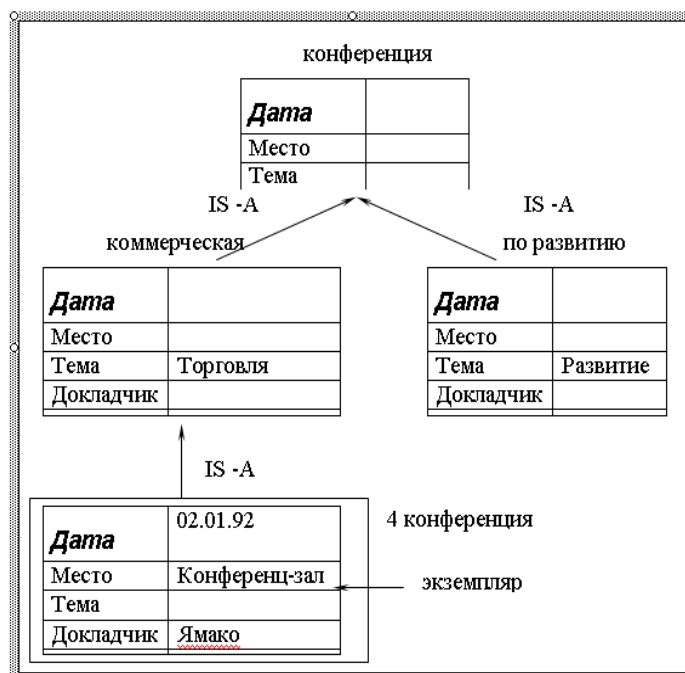 конференция
Дата
Место
Тема
IS -A IS -A
коммерческая по развитию
Дата
Место
Тема Торговля
Докладчик
Дата
Место
Тема Развитие
Докладчик
IS -A
4 конференция
Дата 02.01.92
Место Конференц-зал
экземпляр
Тема
Докладчик Ямако